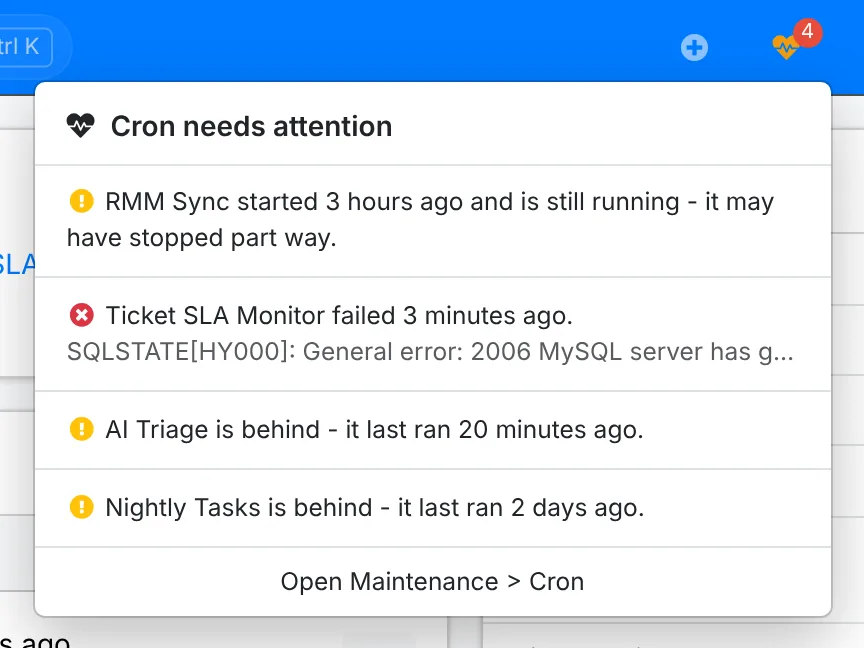 trl K
4
Cron needs attention
RMM Sync started 3 hours ago and is still running - it may
have stopped part way.
SLA
Ticket SLA Monitor failed 3 minutes ago.
SQLSTATE[HY000]: General error: 2006 MySQL server has g...
AI Triage is behind - it last ran 20 minutes ago.
Nightly Tasks is behind - it last ran 2 days ago.
Open Maintenance > Cron
s ago